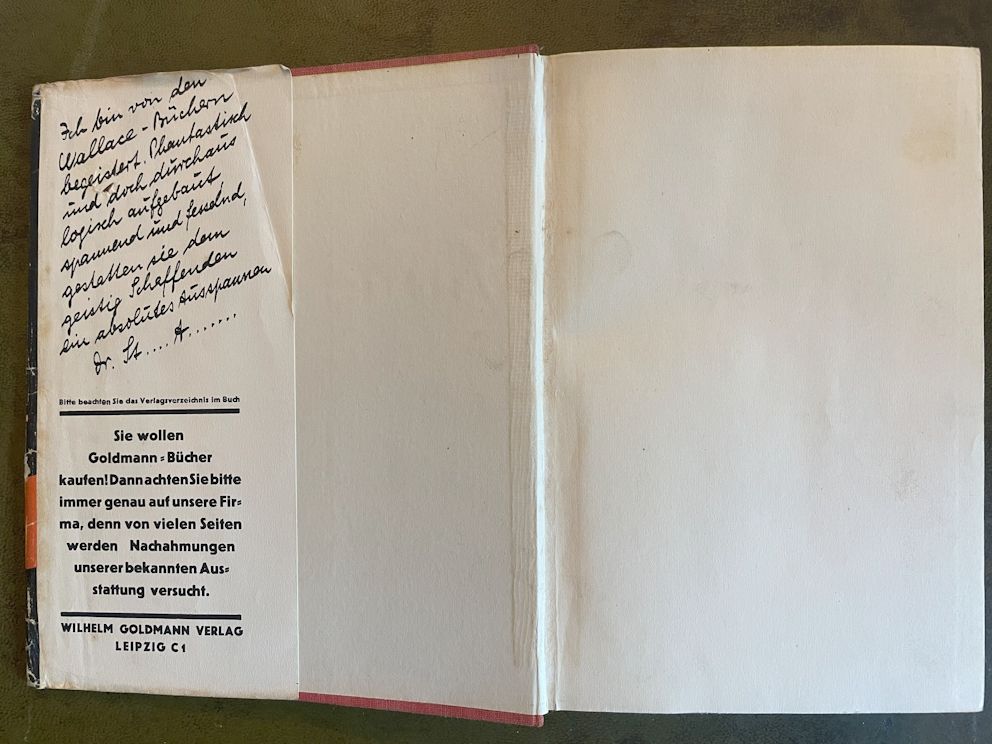 Ich bin von den
Wallace-Büchern
begeistert. Phantastisch
und doch durchaus
logisch aufgebaut,
spannend und fesselnd,
gestatten sie dem
geistig Schaffenden
ein absolutes Ausspannen
Dr. St.... A.......
Bitte beachten Sie das Verlagsverzeichnis im Buch
Sie wollen
Goldmann=Bücher
kaufen! Dann achten Sie bitte
immer genau auf unsere Fir=
ma, denn von vielen Seiten
werden Nachahmungen
unserer bekannten Aus=
stattung versucht.
WILHELM GOLDMANN VERLAG
LEIPZIG C1